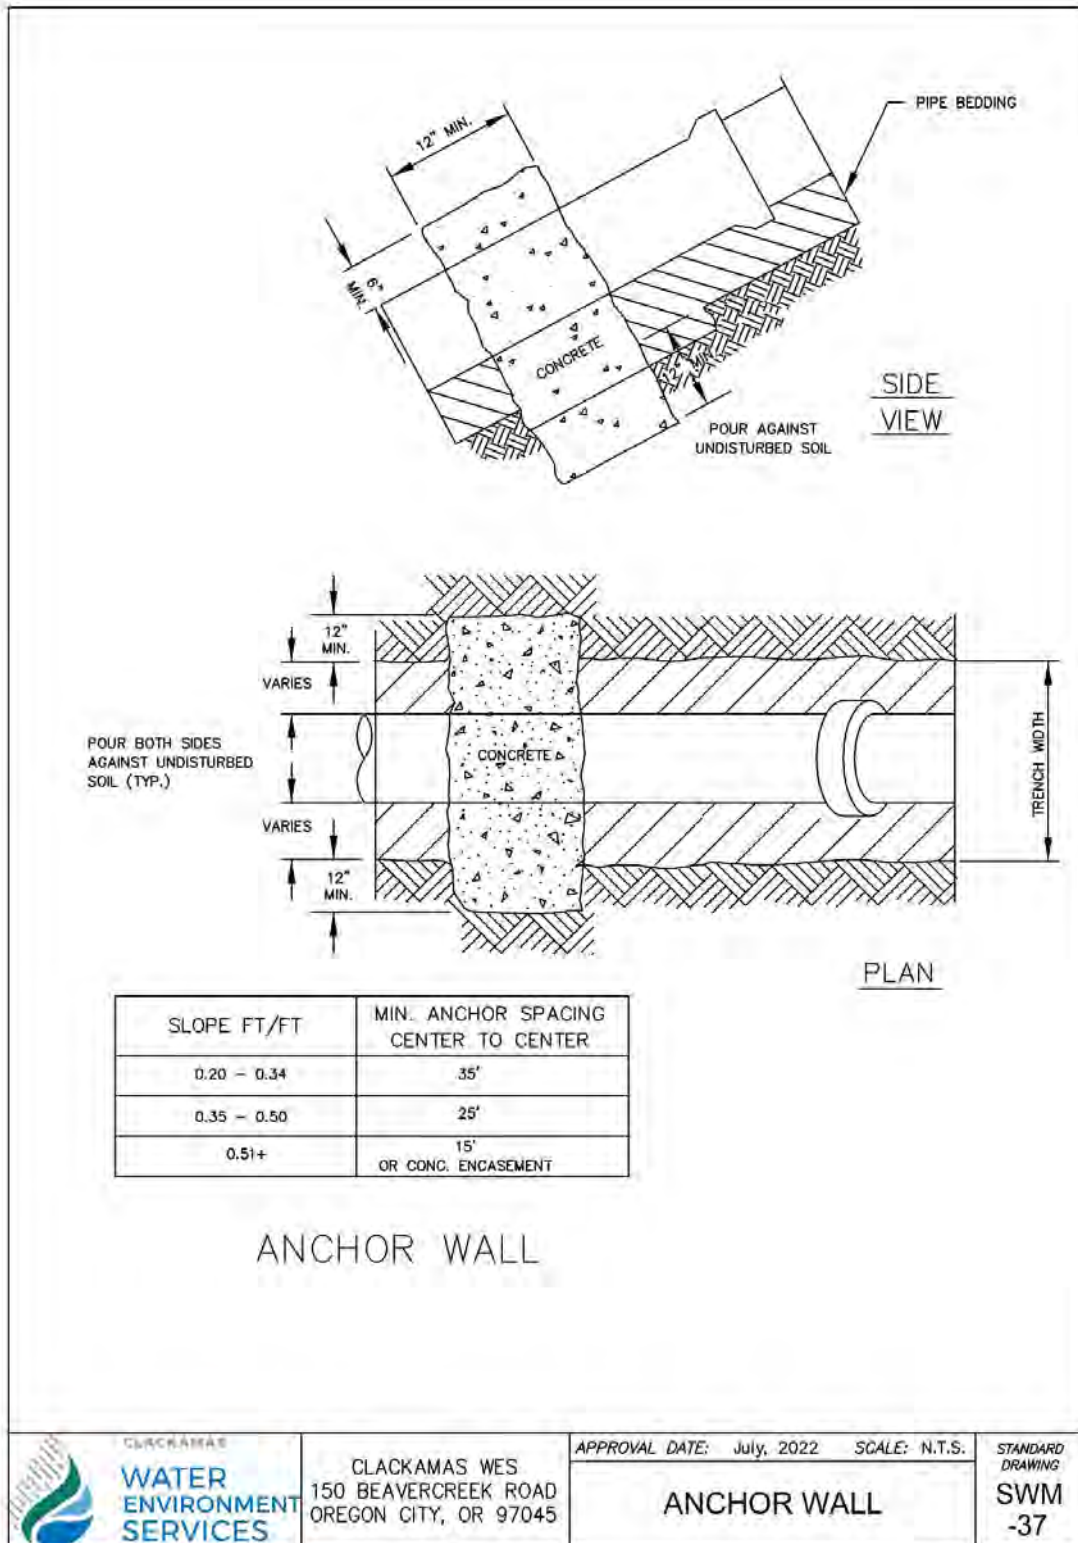 PIPE BEDDING
12" MIN.
6"
MIN.
CONCRETE
12" MIN.
POUR AGAINST
UNDISTURBED SOIL
SIDE
VIEW
12"
MIN.
VARIES
POUR BOTH SIDES
AGAINST UNDISTURBED
SOIL (TYP.)
CONCRETE
TRENCH WIDTH
VARIES
12"
MIN.
PLAN
SLOPE FT/FT
MIN. ANCHOR SPACING
CENTER TO CENTER
0.20 - 0.34
35'
0.35 - 0.50
25'
0.51+
15'
OR CONC. ENCASEMENT
ANCHOR WALL
CLACKAMAS
WATER
ENVIRONMENT
SERVICES
CLACKAMAS WES
150 BEAVERCREEK ROAD
OREGON CITY, OR 97045
APPROVAL DATE: July, 2022 SCALE: N.T.S.
ANCHOR WALL
STANDARD
DRAWING
SWM
-37